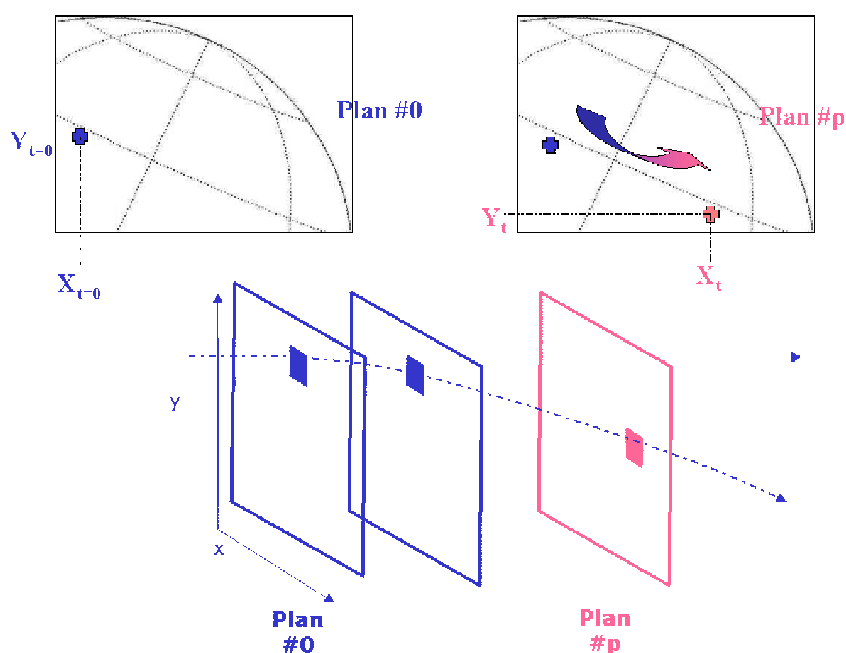 Plan #0
Plan #p
Y t=0
Y t
X t=0
X t
Y
X
Plan
#0
Plan
#p